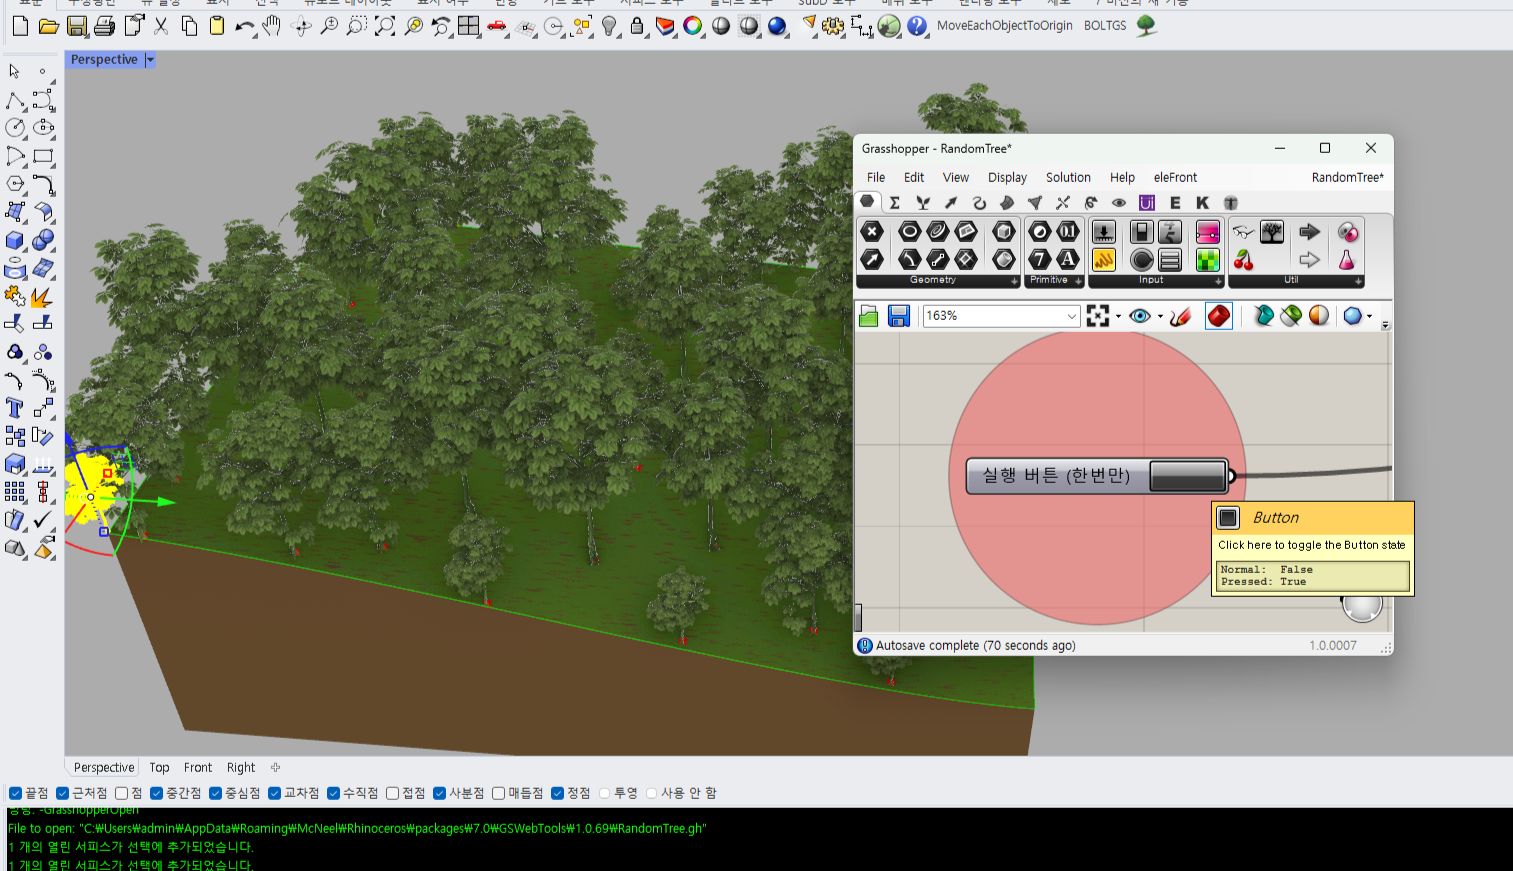 MoveEachObjectToOrigin BOLTGS
Perspective
Grasshopper - RandomTree*
File Edit View Display Solution Help eleFront RandomTree*
Geometry Primitive Input Util
163%
실행 버튼 (한번만)
Button
Click here to toggle the Button state
Normal: False
Pressed: True
Autosave complete (70 seconds ago) 1.0.0007
Perspective Top Front Right
끝점 근처점 점 중간점 중심점 교차점 수직점 접점 사분점 매듭점 정점 투영 사용 안 함
명령: -GrasshopperOpen
File to open: "C:₩Users₩admin₩AppData₩Roaming₩McNeel₩Rhinoceros₩packages₩7.0₩GSWebTools₩1.0.69₩RandomTree.gh"
1 개의 열린 서피스가 선택에 추가되었습니다.
1 개의 열린 서피스가 선택에 추가되었습니다.